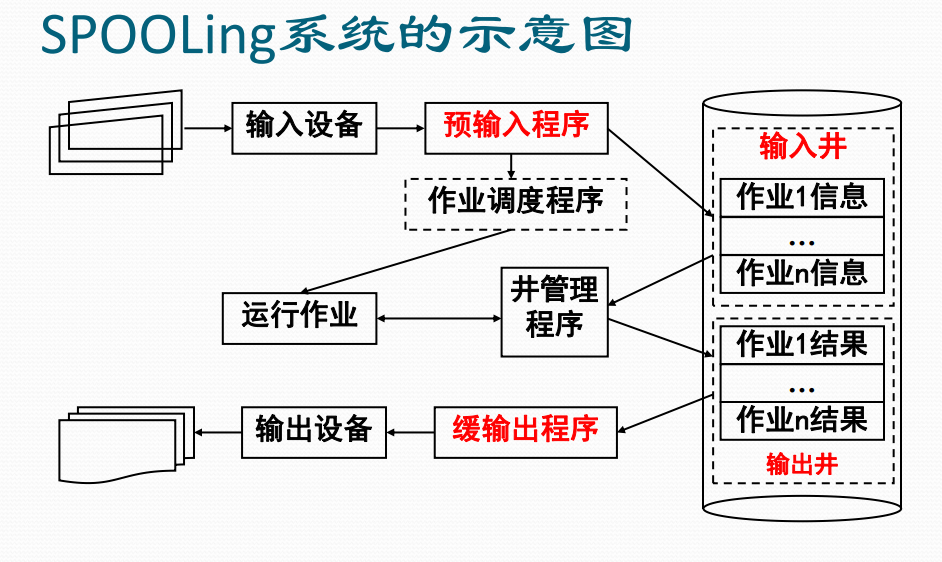 SPOOLing系统的示意图
输入设备
预输入程序
输入井
作业调度程序
作业1信息
...
作业n信息
运行作业
井管理
程序
作业1结果
...
作业n结果
输出设备
缓输出程序
输出井